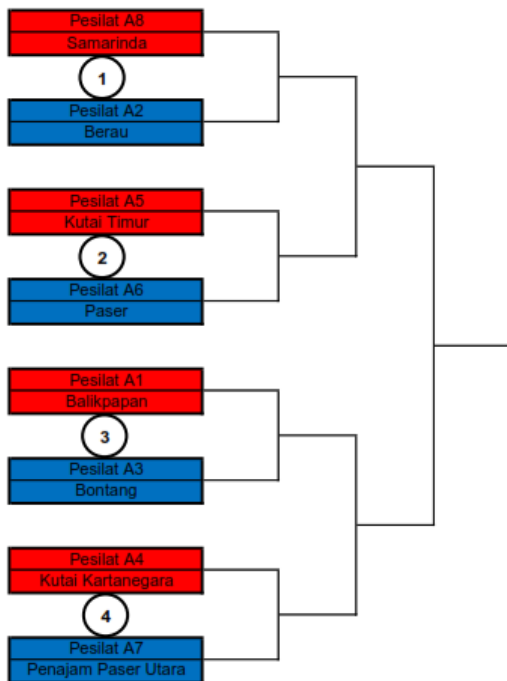 Pesilat A8
Samarinda
1
Pesilat A2
Berau
Pesilat A5
Kutai Timur
2
Pesilat A6
Paser
Pesilat A1
Balikpapan
3
Pesilat A3
Bontang
Pesilat A4
Kutai Kartanegara
4
Pesilat A7
Penajam Paser Utara